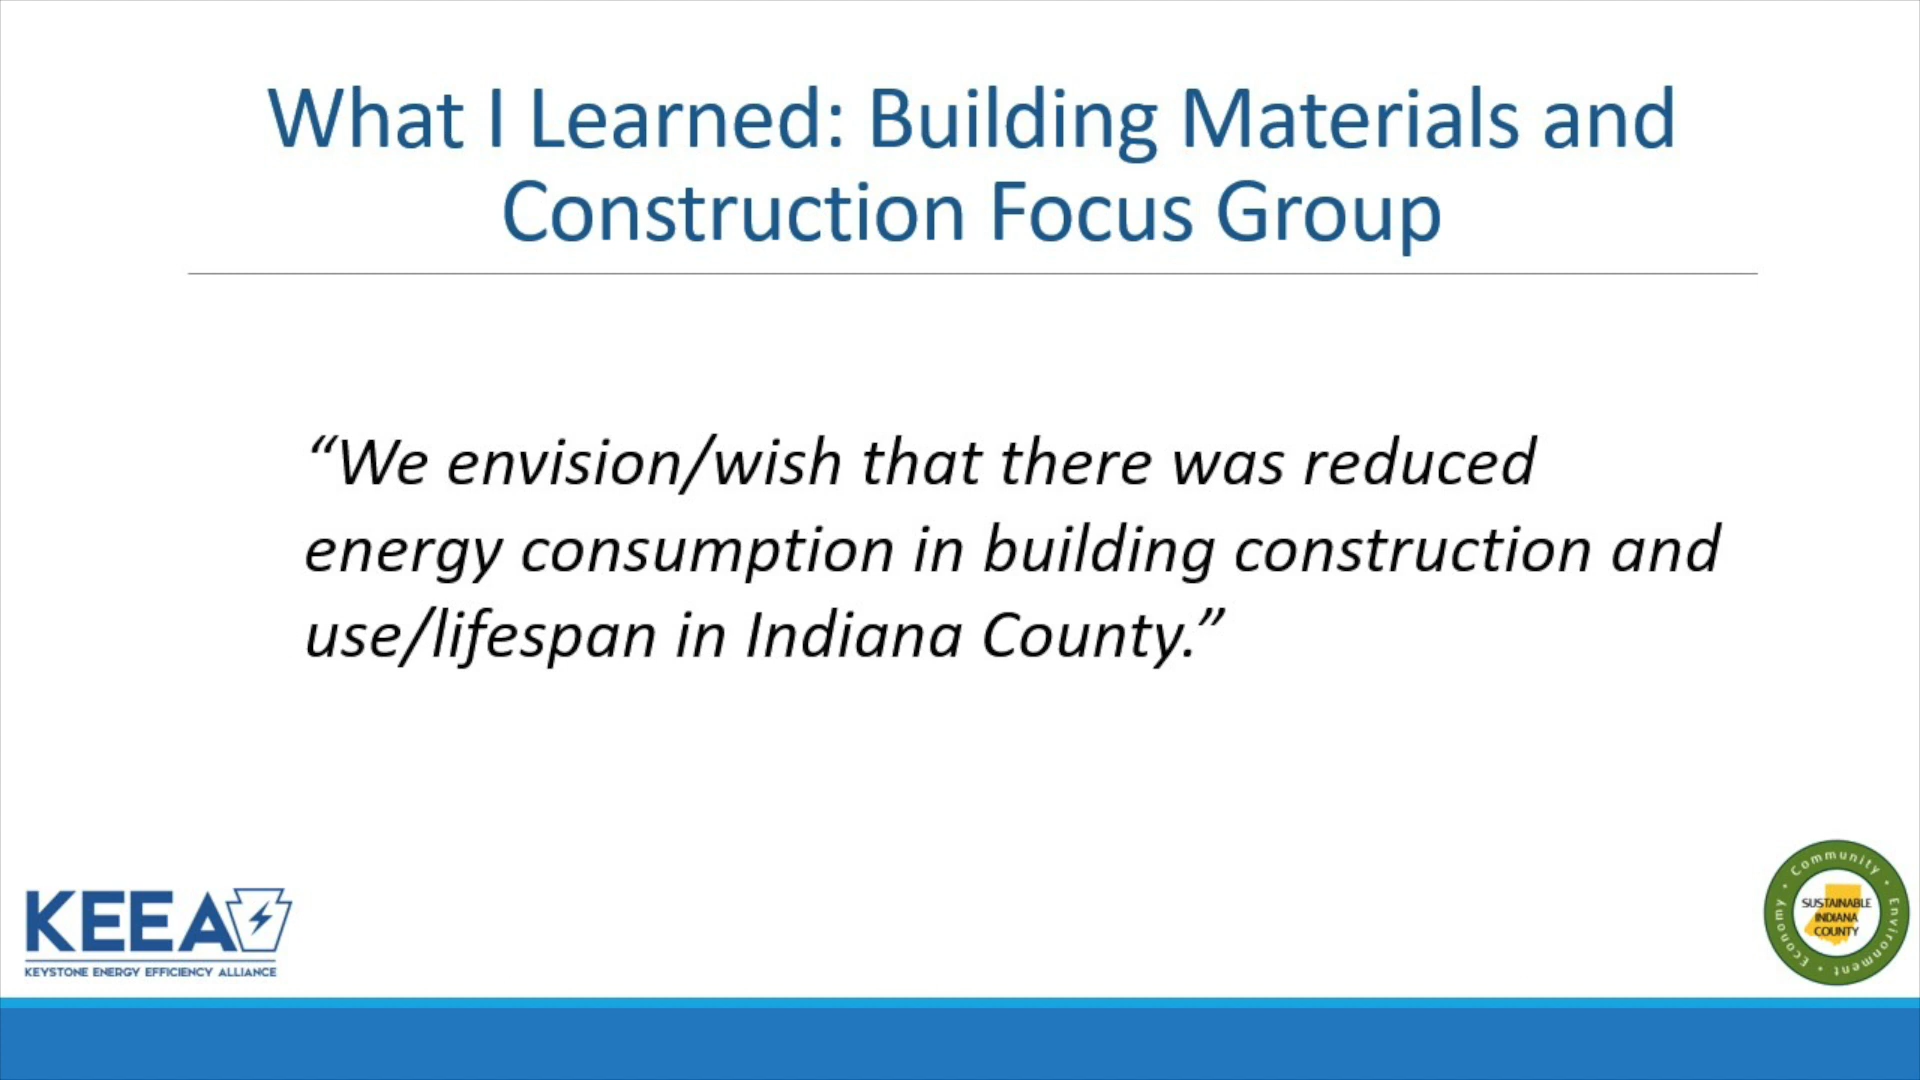 What I Learned: Building Materials and
Construction Focus Group
“We envision/wish that there was reduced
energy consumption in building construction and
use/lifespan in Indiana County.”
KEEA
KEYSTONE ENERGY EFFICIENCY ALLIANCE
Community • Environment • Economy •
SUSTAINABLE
INDIANA
COUNTY